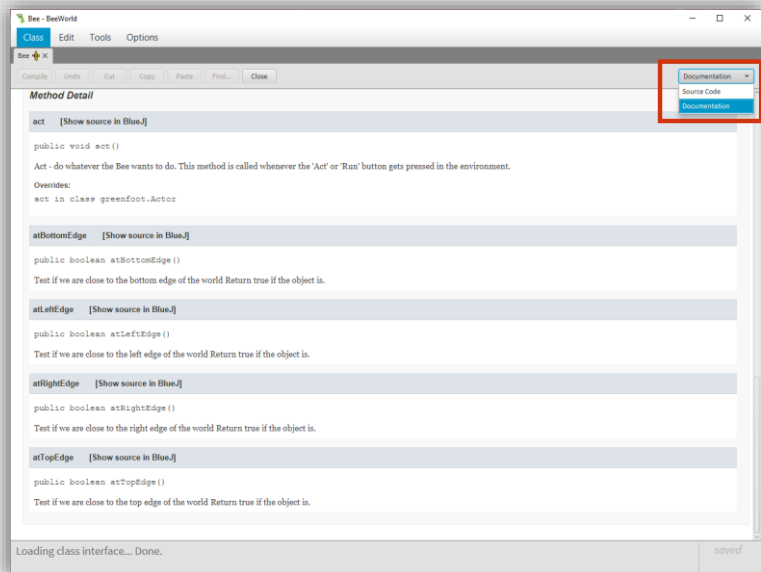 Bee - BeeWorld
Class Edit Tools Options
Bee
Compile Undo Cut Copy Paste Find... Close Documentation
Source Code
Documentation
Method Detail
act [Show source in BlueJ]
public void act()
Act - do whatever the Bee wants to do. This method is called whenever the 'Act' or 'Run' button gets pressed in the environment.
Overrides:
act in class greenfoot.Actor
atBottomEdge [Show source in BlueJ]
public boolean atBottomEdge()
Test if we are close to the bottom edge of the world Return true if the object is.
atLeftEdge [Show source in BlueJ]
public boolean atLeftEdge()
Test if we are close to the left edge of the world Return true if the object is.
atRightEdge [Show source in BlueJ]
public boolean atRightEdge()
Test if we are close to the right edge of the world Return true if the object is.
atTopEdge [Show source in BlueJ]
public boolean atTopEdge()
Test if we are close to the top edge of the world Return true if the object is.
Loading class interface... Done. saved